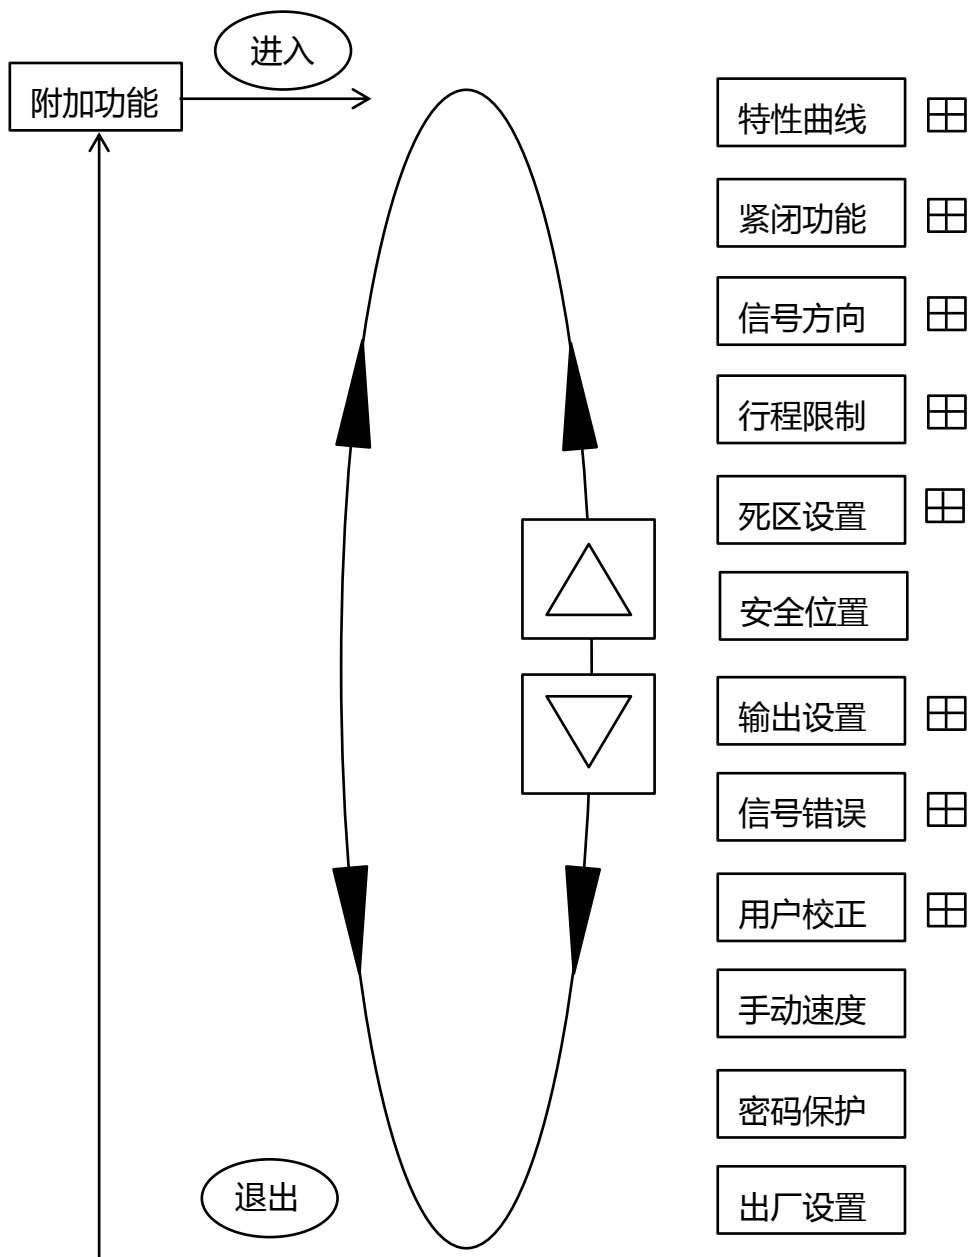 进入
附加功能
特性曲线
紧闭功能
信号方向
行程限制
死区设置
安全位置
输出设置
信号错误
用户校正
手动速度
密码保护
退出
出厂设置